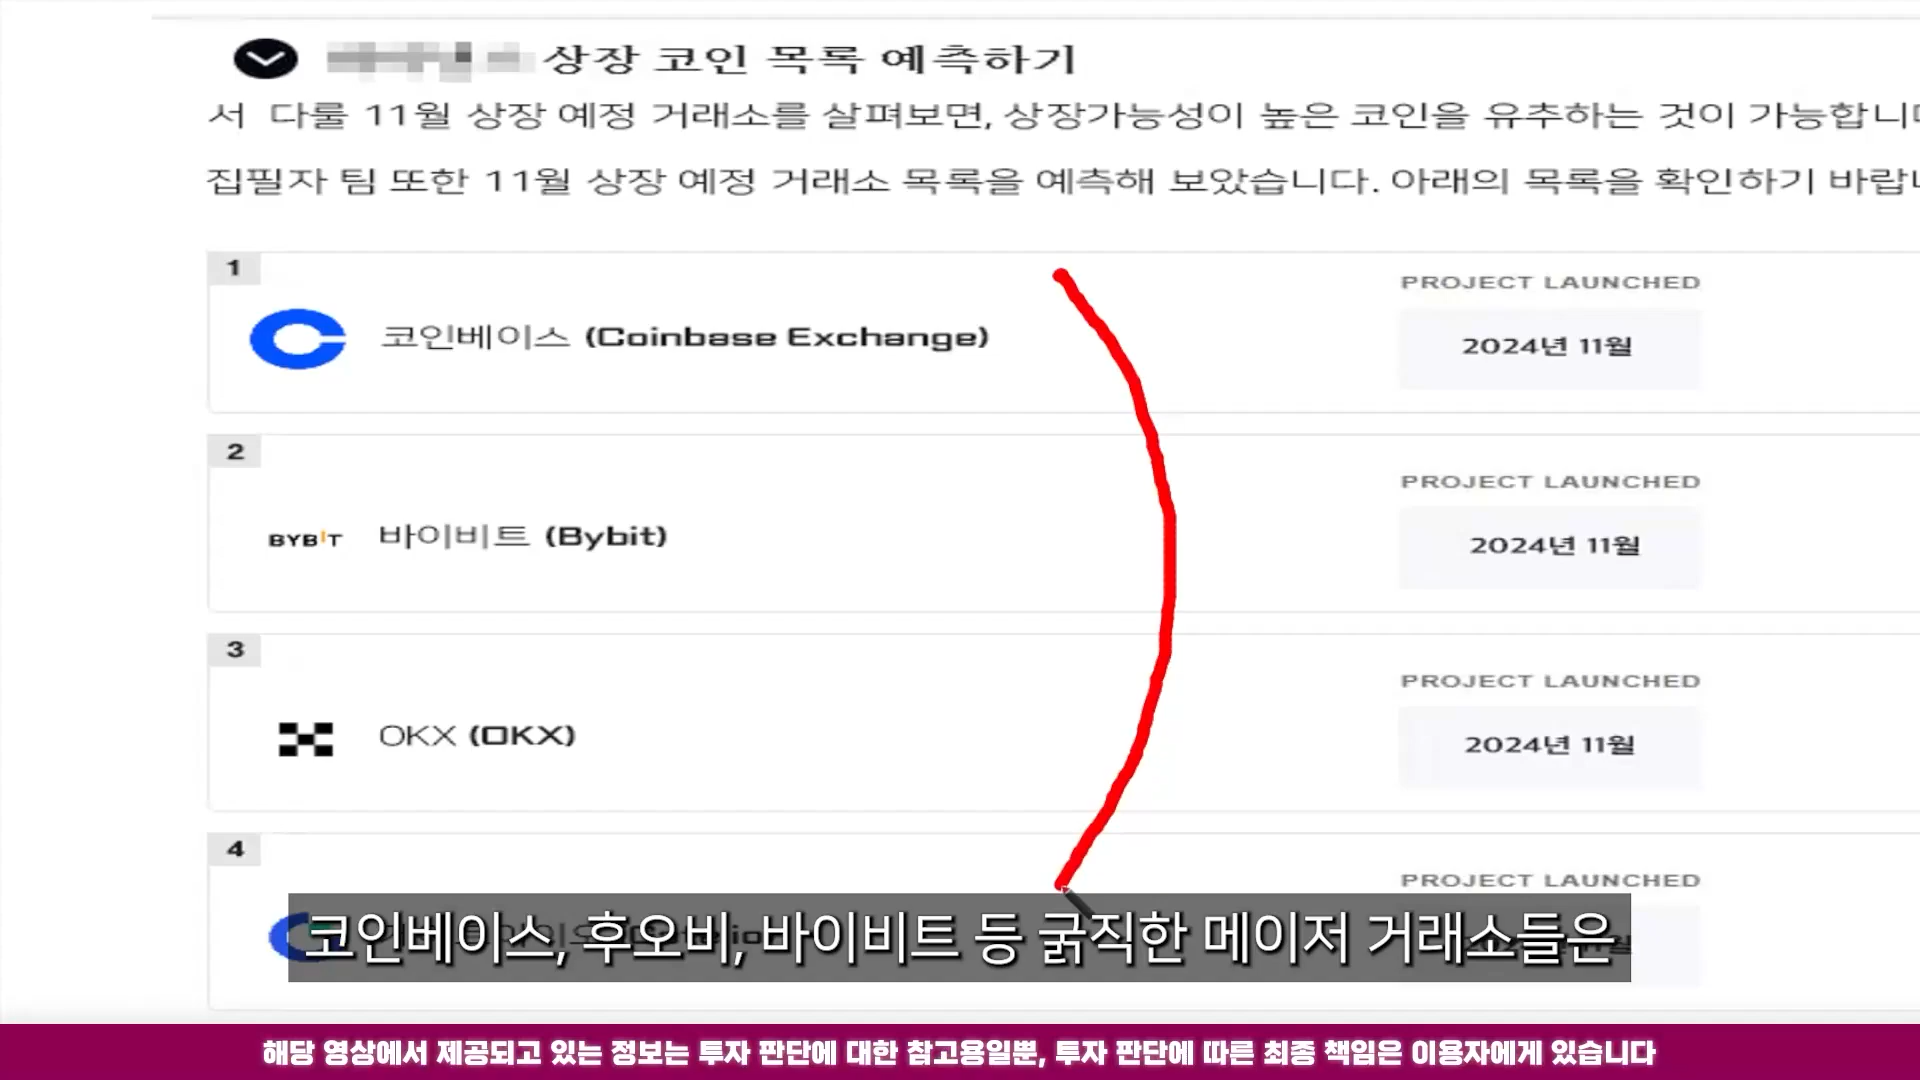 상장 코인 목록 예측하기
서 다룰 11월 상장 예정 거래소를 살펴보면, 상장가능성이 높은 코인을 유추하는 것이 가능합니
집필자 팀 또한 11월 상장 예정 거래소 목록을 예측해 보았습니다. 아래의 목록을 확인하기 바랍
1
PROJECT LAUNCHED
코인베이스 (Coinbase Exchange)
2024년 11월
2
PROJECT LAUNCHED
BYBIT 바이비트 (Bybit)
2024년 11월
3
PROJECT LAUNCHED
OKX (OKX)
2024년 11월
4
PROJECT LAUNCHED
코인베이스, 후오비, 바이비트 등 굵직한 메이저 거래소들은
해당 영상에서 제공되고 있는 정보는 투자 판단에 대한 참고용일뿐, 투자 판단에 따른 최종 책임은 이용자에게 있습니다